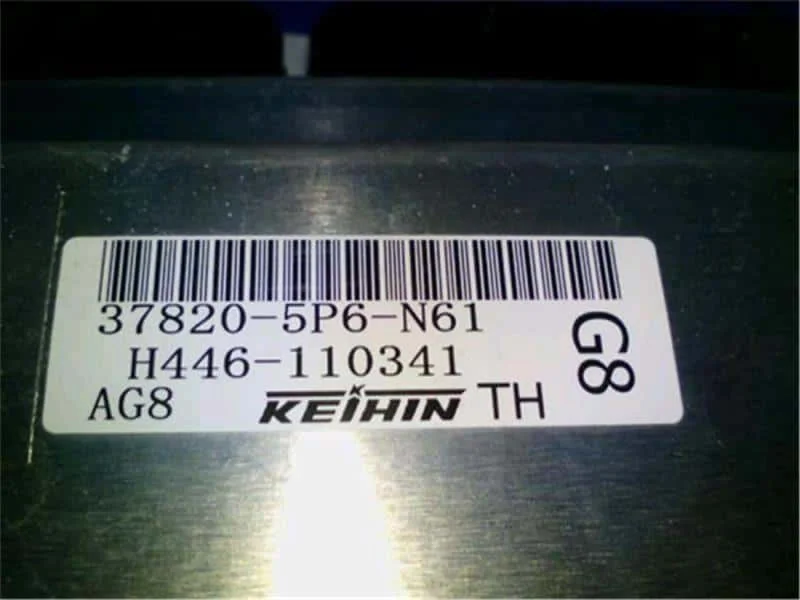 37820-5P6-N61
H446-110341
AG8 KEIHIN TH
G8